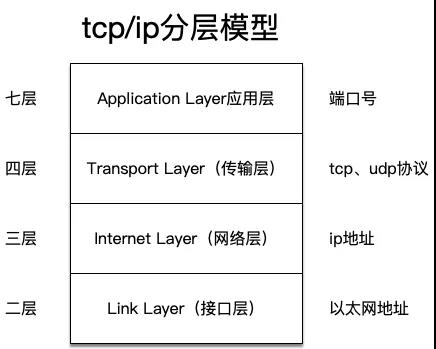 tcp/ip分层模型
七层 Application Layer应用层 端口号
四层 Transport Layer（传输层） tcp、udp协议
三层 Internet Layer（网络层） ip地址
二层 Link Layer（接口层） 以太网地址